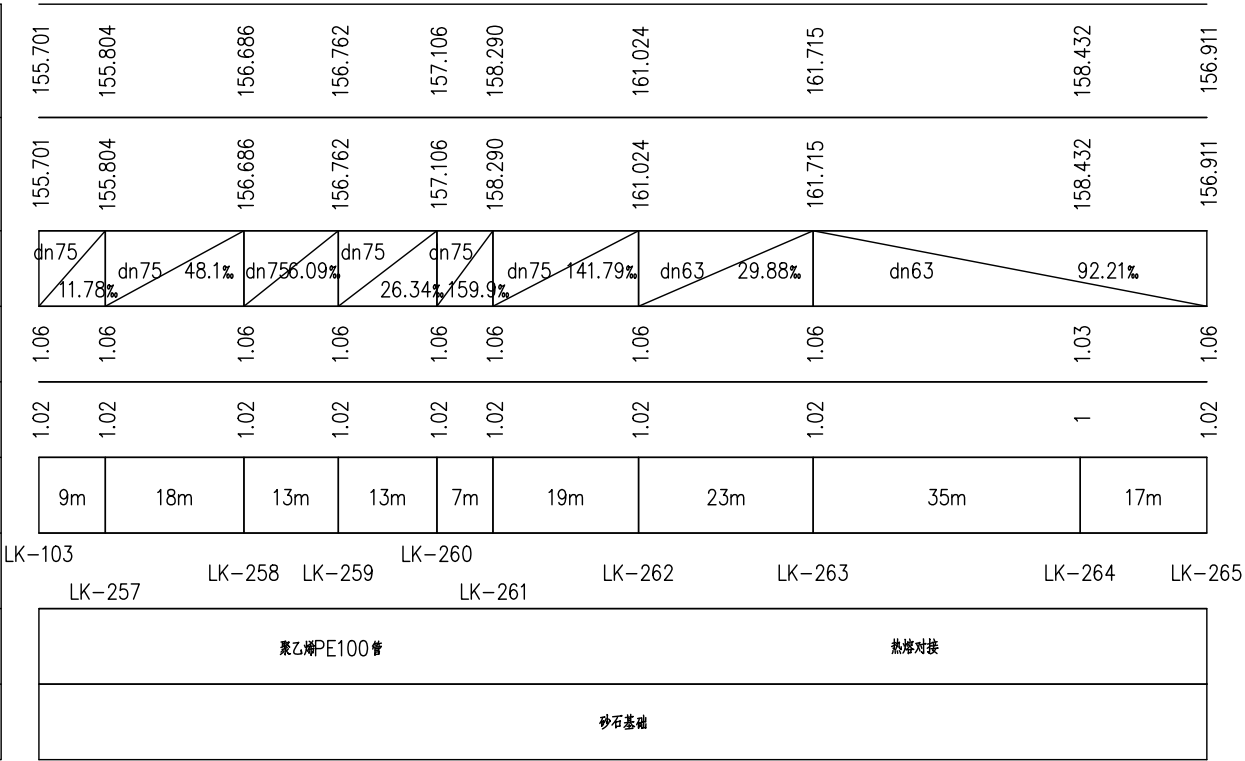 155.701 155.804 156.686 156.762 157.106 158.290 161.024 161.715 158.432 156.911
155.701 155.804 156.686 156.762 157.106 158.290 161.024 161.715 158.432 156.911
dn75 11.78‰ dn75 48.1‰ dn75 6.09‰ dn75 26.34‰ dn75 159.9‰ dn75 141.79‰ dn63 29.88‰ dn63 92.21‰
1.06 1.06 1.06 1.06 1.06 1.06 1.06 1.06 1.03 1.06
1.02 1.02 1.02 1.02 1.02 1.02 1.02 1.02 1 1.02
9m 18m 13m 13m 7m 19m 23m 35m 17m
LK-103 LK-257 LK-258 LK-259 LK-260 LK-261 LK-262 LK-263 LK-264 LK-265
聚乙烯PE100管 热熔对接
砂石基础